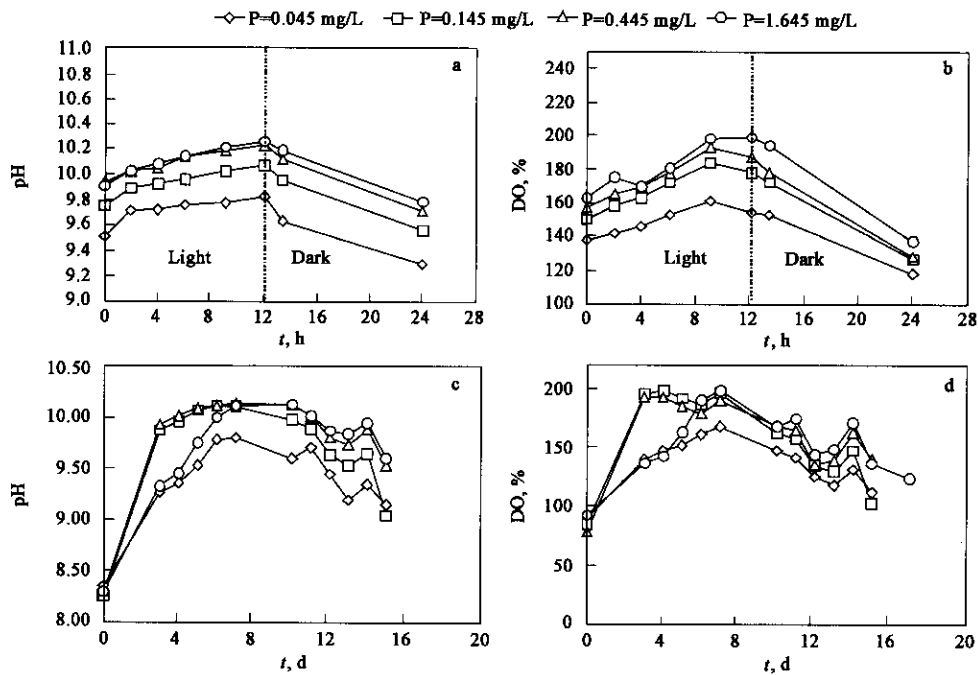 P=0.045 mg/L P=0.145 mg/L P=0.445 mg/L P=1.645 mg/L
a
11.0
10.8
10.6
10.4
10.2
10.0
9.8
9.6
9.4
9.2
9.0
pH
Light
Dark
0 4 8 12 16 20 24 28
t, h
b
240
220
200
180
160
140
120
100
DO, %
Light
Dark
0 4 8 12 16 20 24 28
t, h
c
10.50
10.00
9.50
9.00
8.50
8.00
pH
0 4 8 12 16 20
t, d
d
200
150
100
50
0
DO, %
0 4 8 12 16 20
t, d